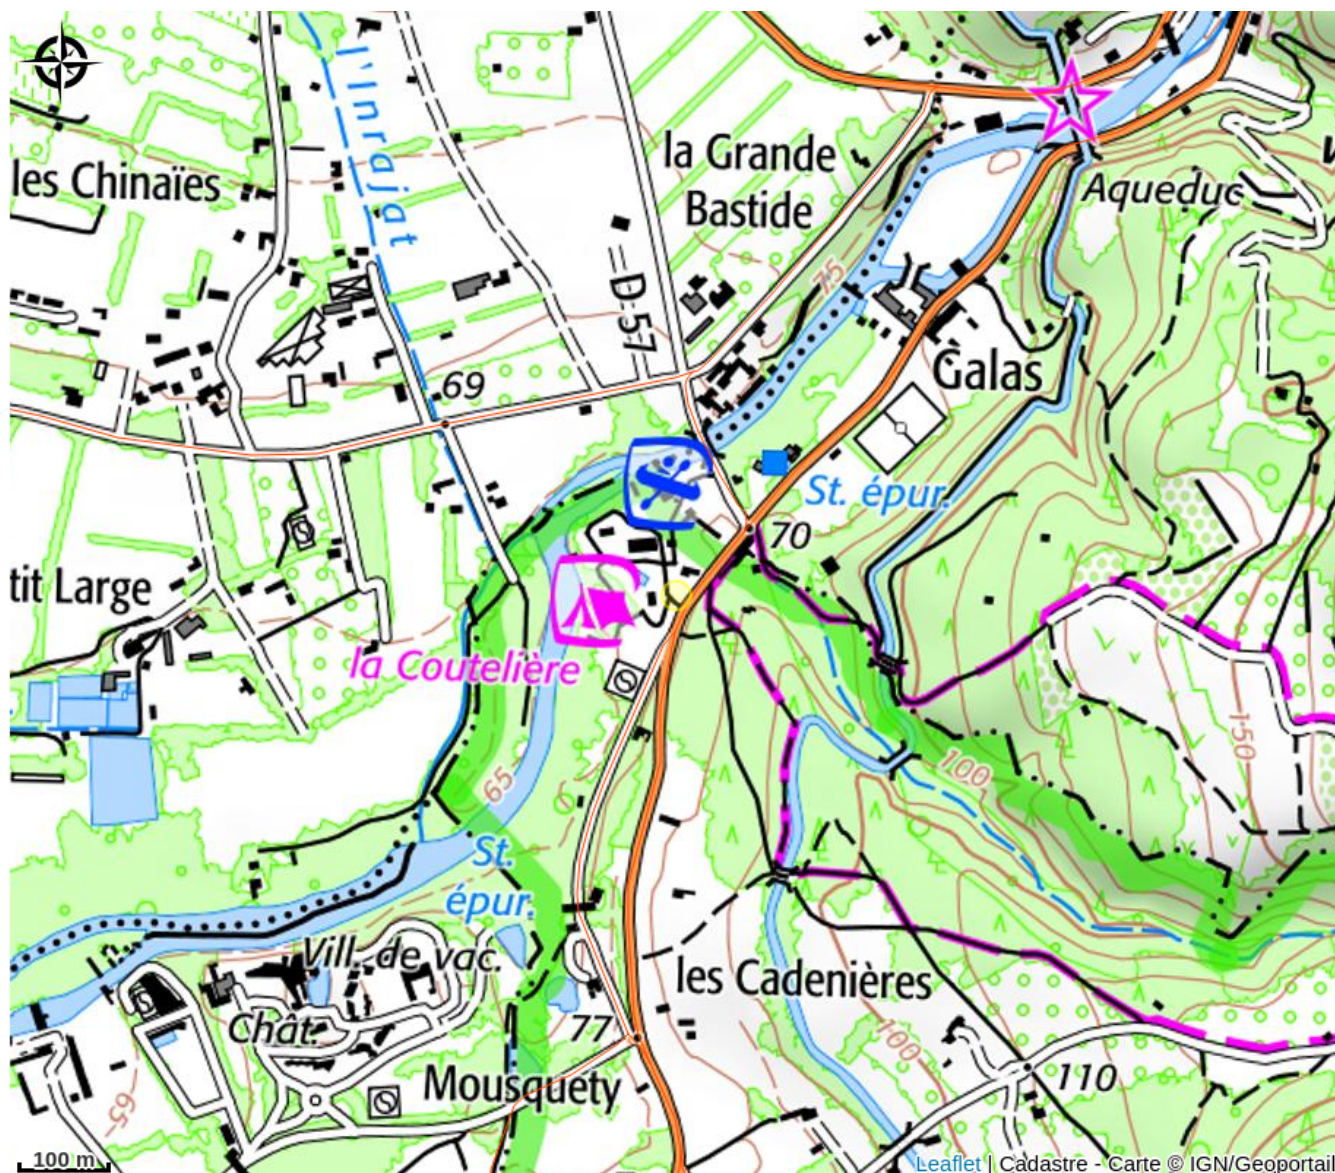 l'Inrajat
la Grande
Bastide
les Chinaïes
Aqueduc
75
D 57
Galas
69
St. épur.
70
tit Large
la Coutelière
150
100
65
St.
épur.
Vill. de vac.
les Cadenières
Chât.
77
100
110
Mousquéty
65
100 m
Leaflet | Cadastre - Carte © IGN/Geoportail